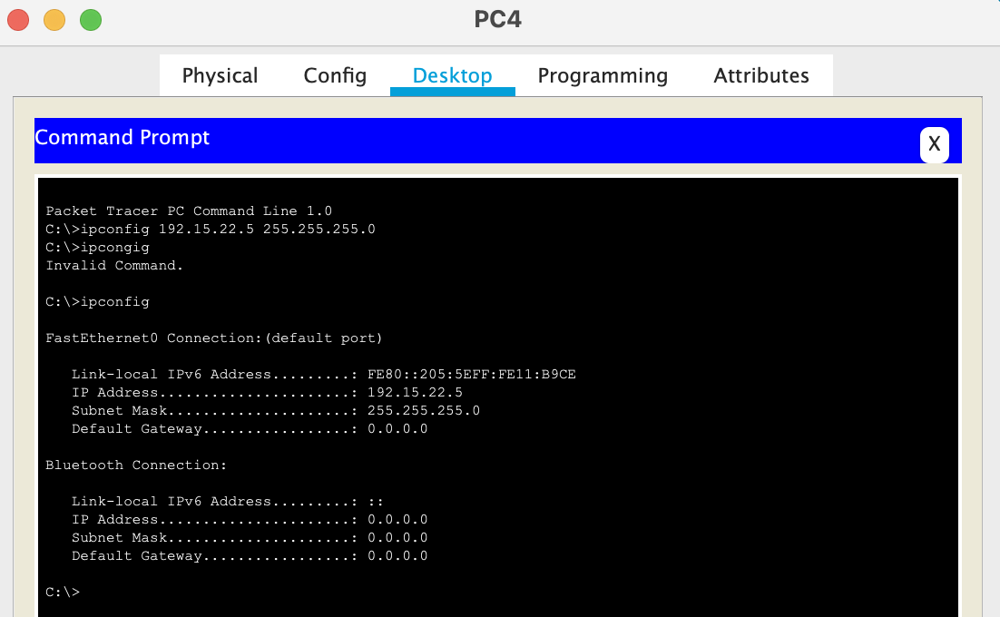 PC4
Physical Config Desktop Programming Attributes
Command Prompt
X
Packet Tracer PC Command Line 1.0
C:\>ipconfig 192.15.22.5 255.255.255.0
C:\>ipcongig
Invalid Command.
C:\>ipconfig
FastEthernet0 Connection:(default port)
Link-local IPv6 Address.........: FE80::205:5EFF:FE11:B9CE
IP Address......................: 192.15.22.5
Subnet Mask.....................: 255.255.255.0
Default Gateway.................: 0.0.0.0
Bluetooth Connection:
Link-local IPv6 Address.........: ::
IP Address......................: 0.0.0.0
Subnet Mask.....................: 0.0.0.0
Default Gateway.................: 0.0.0.0
C:\>